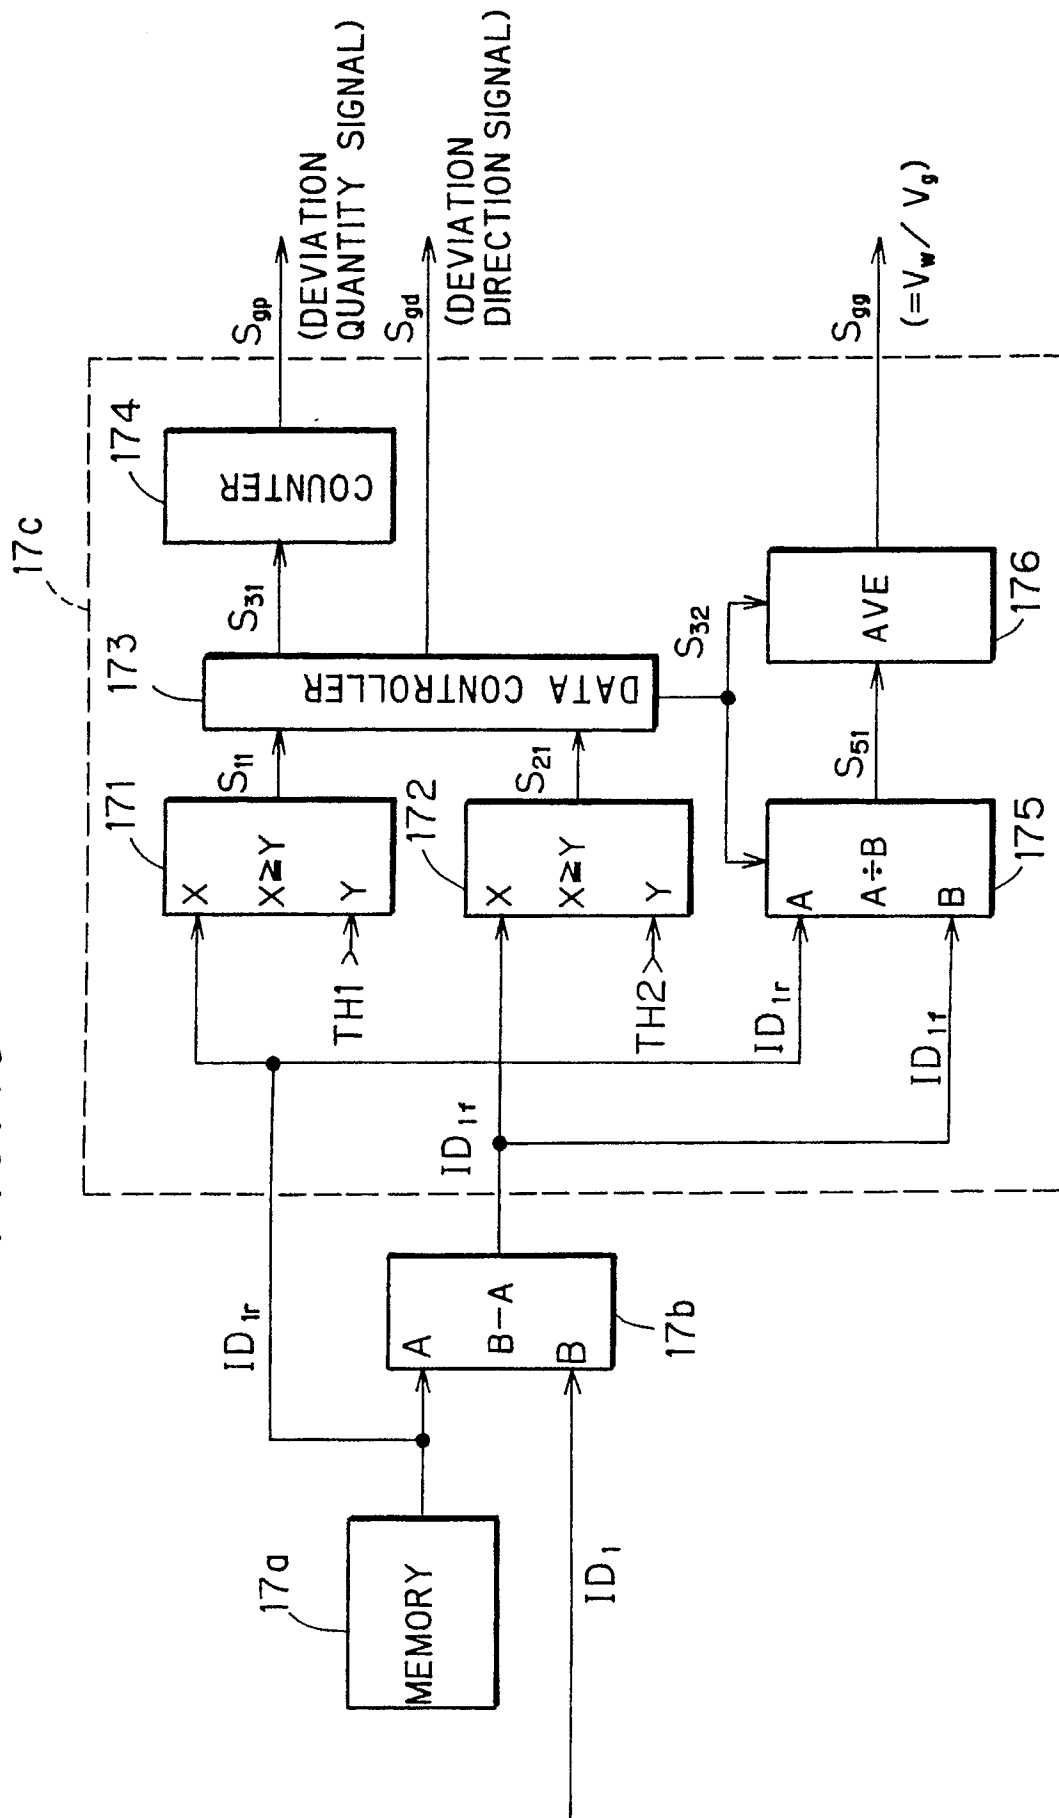 17c
174
COUNTER
S31
Sgp
(DEVIATION
QUANTITY SIGNAL)
173
DATA CONTROLLER
Sgd
(DEVIATION
DIRECTION SIGNAL)
171
X
X≧Y
Y
S11
TH1
172
X
X≧Y
Y
S21
TH2
S32
176
AVE
Sgg
(=Vw/Vg)
S51
175
A
A÷B
B
ID1r
ID1f
ID1f
ID1r
A
B-A
B
17b
17a
MEMORY
ID1